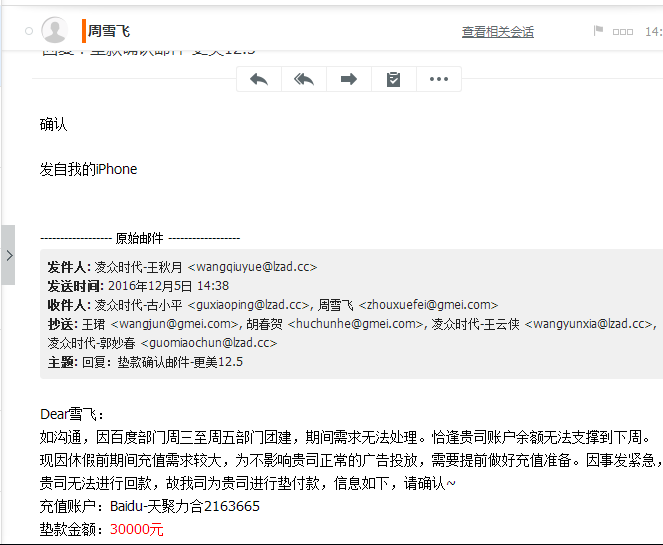 周雪飞
查看相关会话
14:
回复：垫款确认邮件-更美12.5
确认
发自我的iPhone
------------------ 原始邮件 ------------------
发件人: 凌众时代-王秋月 <wangqiuyue@lzad.cc>
发送时间: 2016年12月5日 14:38
收件人: 凌众时代-古小平 <guxiaoping@lzad.cc>, 周雪飞 <zhouxuefei@gmei.com>
抄送: 王珺 <wangjun@gmei.com>, 胡春贺 <huchunhe@gmei.com>, 凌众时代-王云侠 <wangyunxia@lzad.cc>,
凌众时代-郭妙春 <guomiaochun@lzad.cc>
主题: 回复：垫款确认邮件-更美12.5
Dear雪飞：
如沟通，因百度部门周三至周五部门团建，期间需求无法处理。恰逢贵司账户余额无法支撑到下周。
现因休假前期间充值需求较大，为不影响贵司正常的广告投放，需要提前做好充值准备。因事发紧急，
贵司无法进行回款，故我司为贵司进行垫付款，信息如下，请确认~
充值账户：Baidu-天聚力合2163665
垫款金额：30000元